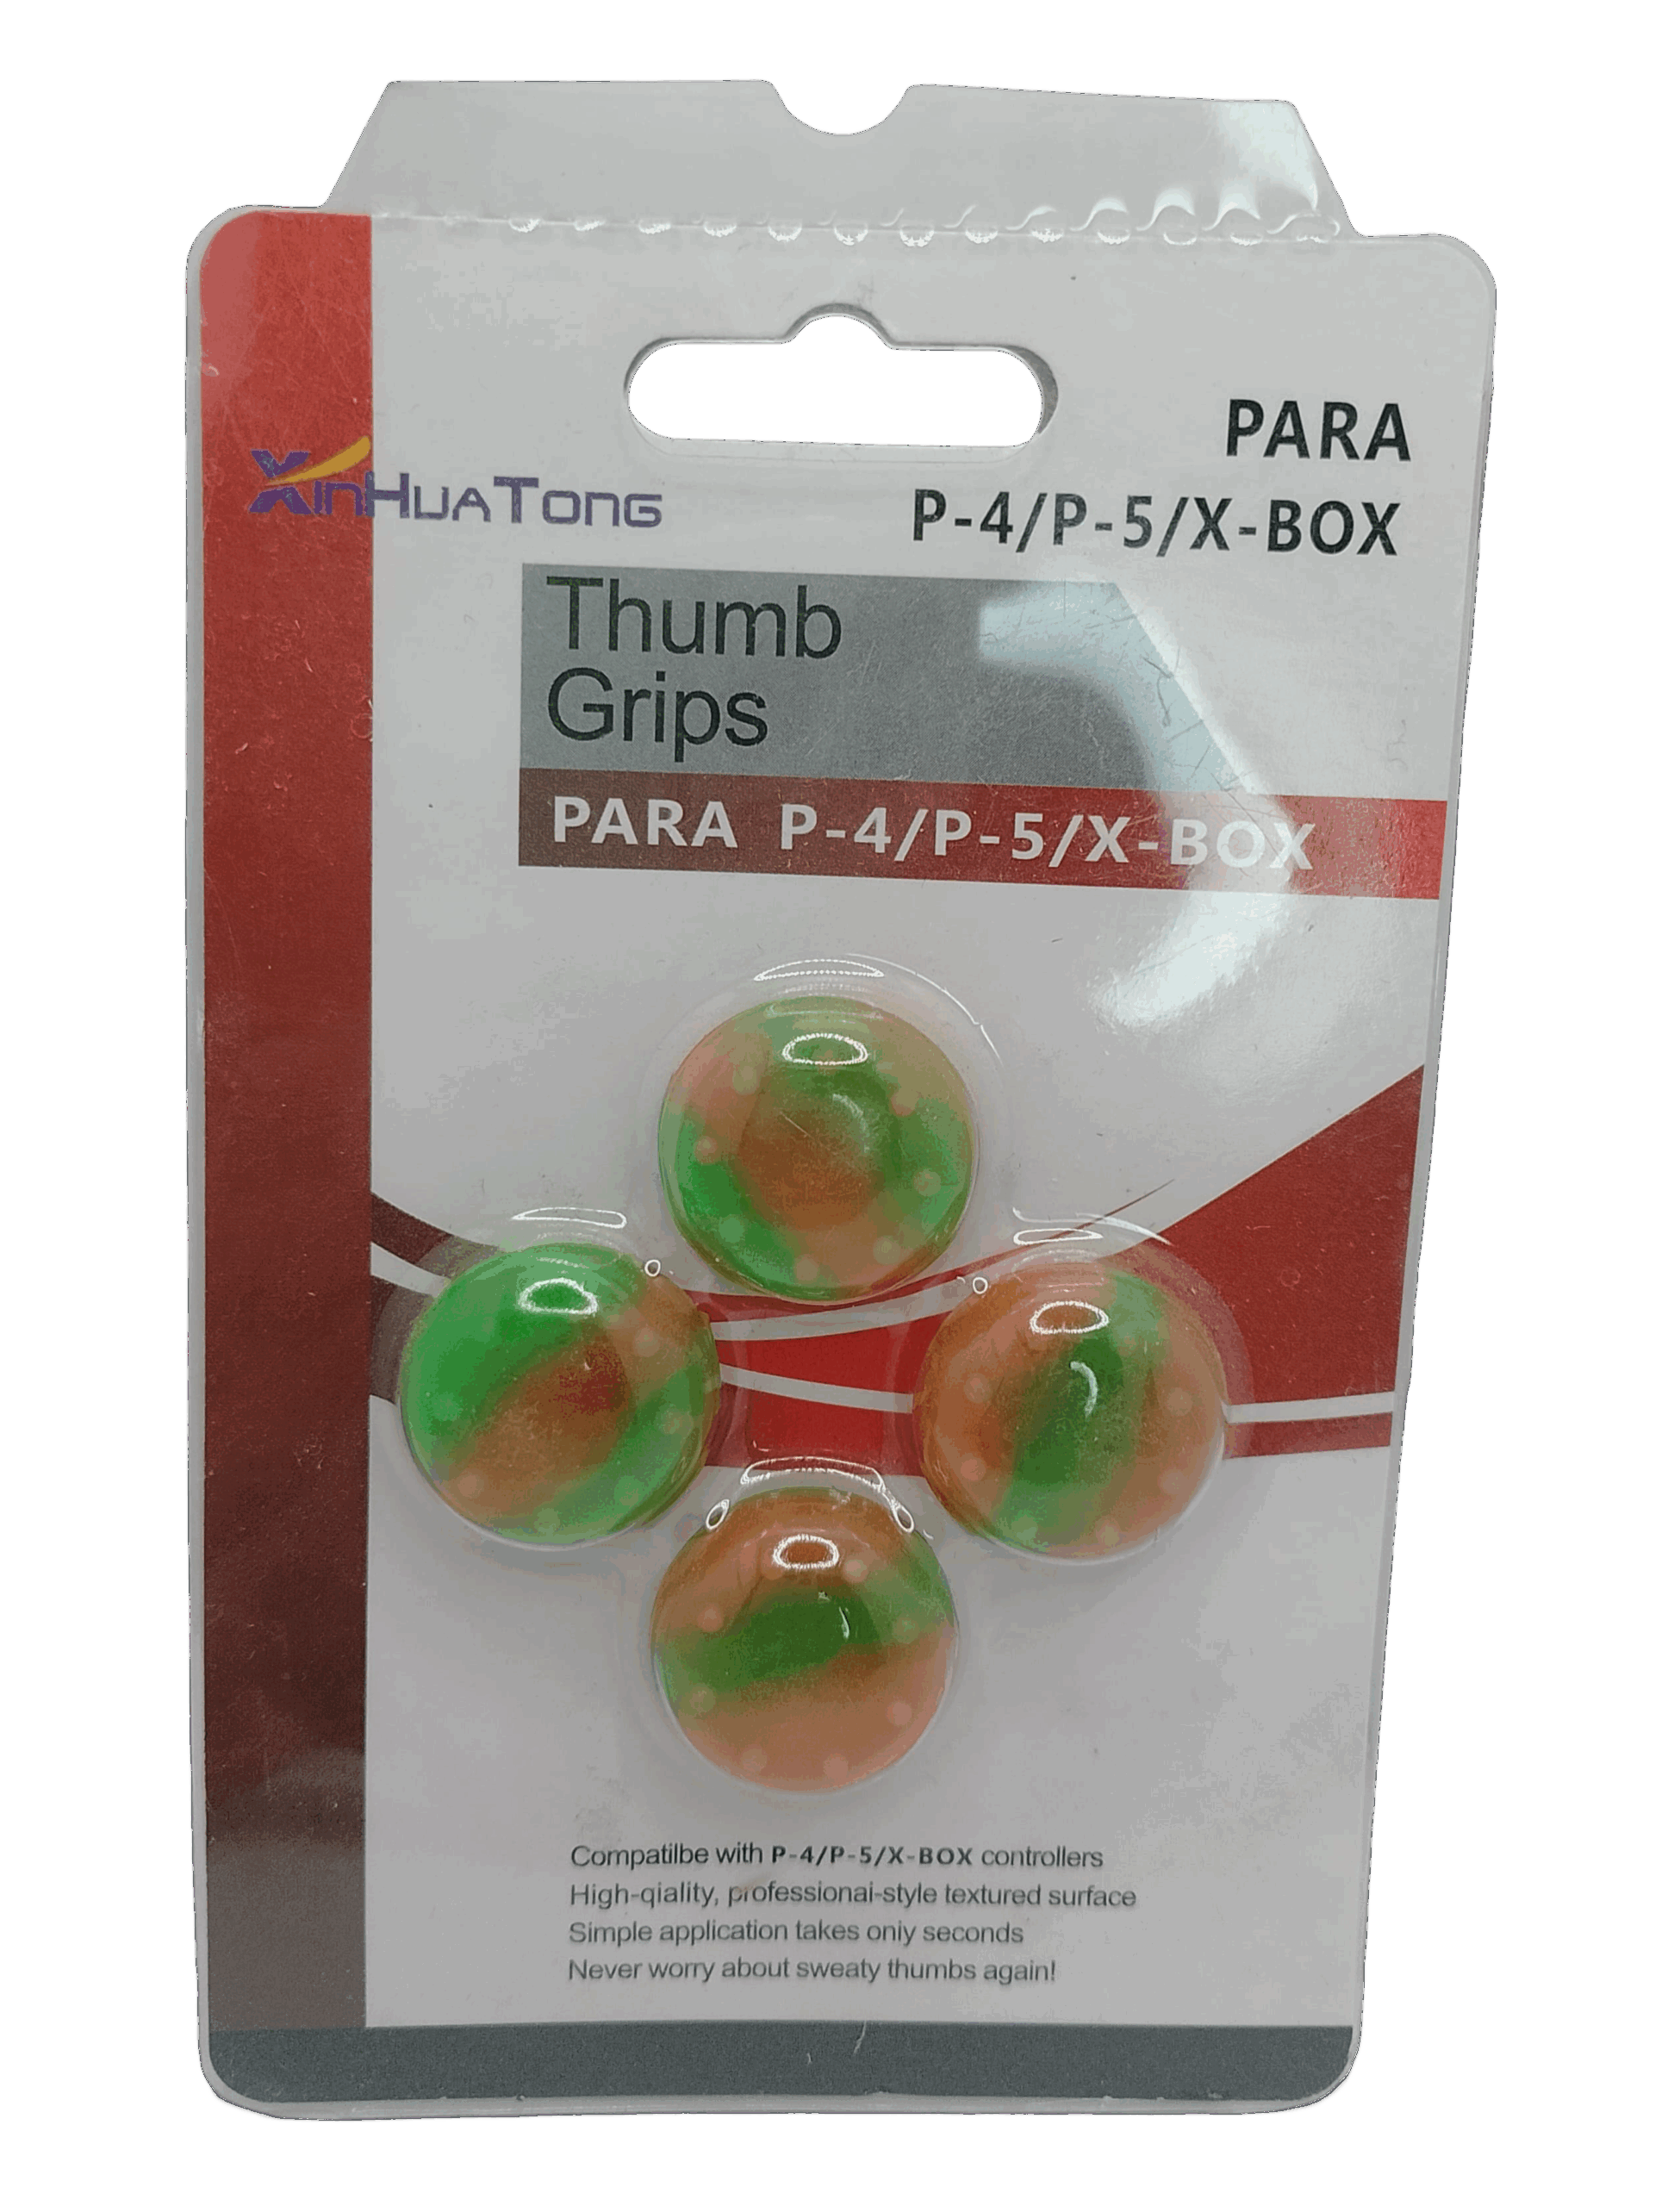 PARA
P-4/P-5/X-BOX
XinHuaTong
Thumb
Grips
PARA P-4/P-5/X-BOX
Compatilbe with P-4/P-5/X-BOX controllers
High-qiality, professionai-style textured surface
Simple application takes oniy seconds
Never worry about sweaty thumbs again!